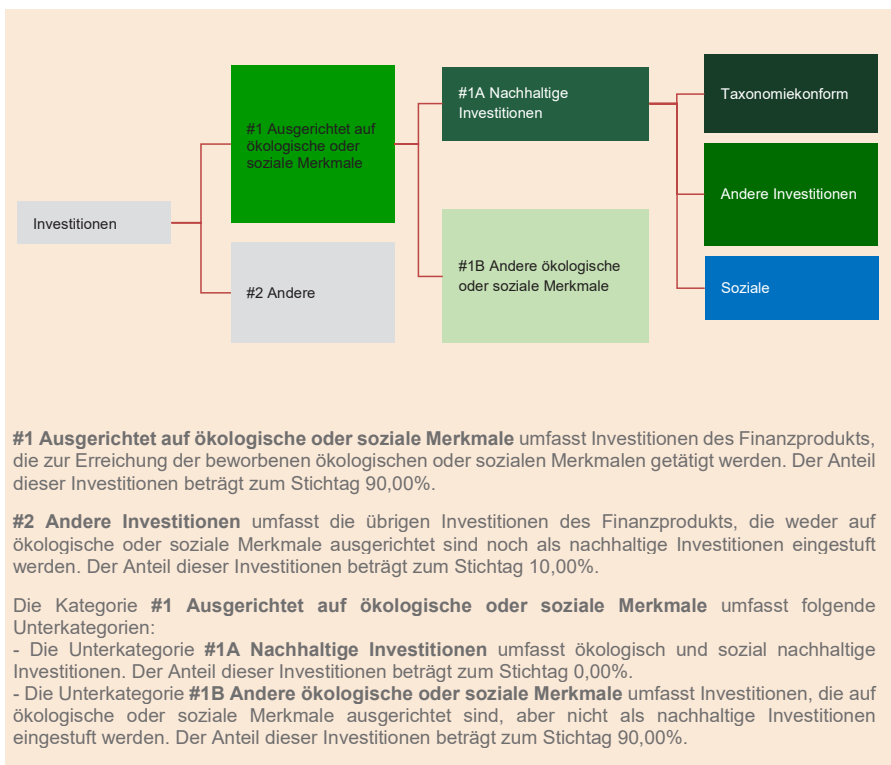 Investitionen
#1 Ausgerichtet auf
ökologische oder
soziale Merkmale
#2 Andere
#1A Nachhaltige
Investitionen
#1B Andere ökologische
oder soziale Merkmale
Taxonomiekonform
Andere Investitionen
Soziale
#1 Ausgerichtet auf ökologische oder soziale Merkmale umfasst Investitionen des Finanzprodukts,
die zur Erreichung der beworbenen ökologischen oder sozialen Merkmalen getätigt werden. Der Anteil
dieser Investitionen beträgt zum Stichtag 90,00%.
#2 Andere Investitionen umfasst die übrigen Investitionen des Finanzprodukts, die weder auf
ökologische oder soziale Merkmale ausgerichtet sind noch als nachhaltige Investitionen eingestuft
werden. Der Anteil dieser Investitionen beträgt zum Stichtag 10,00%.
Die Kategorie #1 Ausgerichtet auf ökologische oder soziale Merkmale umfasst folgende
Unterkategorien:
- Die Unterkategorie #1A Nachhaltige Investitionen umfasst ökologisch und sozial nachhaltige
Investitionen. Der Anteil dieser Investitionen beträgt zum Stichtag 0,00%.
- Die Unterkategorie #1B Andere ökologische oder soziale Merkmale umfasst Investitionen, die auf
ökologische oder soziale Merkmale ausgerichtet sind, aber nicht als nachhaltige Investitionen
eingestuft werden. Der Anteil dieser Investitionen beträgt zum Stichtag 90,00%.